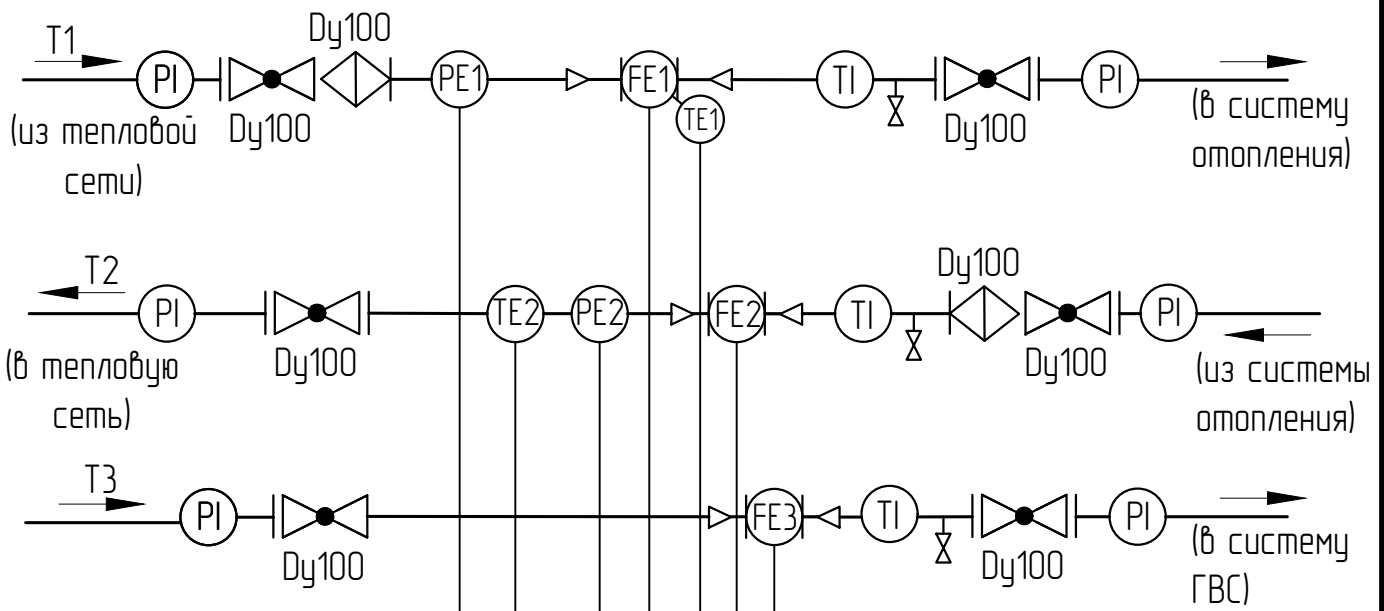 T1
Dy100
PI
PE1
FE1
TI
PI
TE1
Dy100
Dy100
(из тепловой
сети)
(в систему
отопления)
T2
Dy100
PI
TE2
PE2
FE2
TI
PI
Dy100
Dy100
(в тепловую
сеть)
(из системы
отопления)
T3
PI
FE3
TI
PI
Dy100
Dy100
(в систему
ГВС)